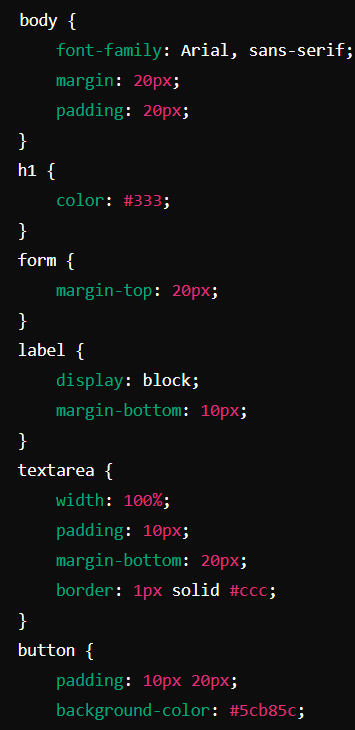 body {
    font-family: Arial, sans-serif;
    margin: 20px;
    padding: 20px;
}
h1 {
    color: #333;
}
form {
    margin-top: 20px;
}
label {
    display: block;
    margin-bottom: 10px;
}
textarea {
    width: 100%;
    padding: 10px;
    margin-bottom: 20px;
    border: 1px solid #ccc;
}
button {
    padding: 10px 20px;
    background-color: #5cb85c;